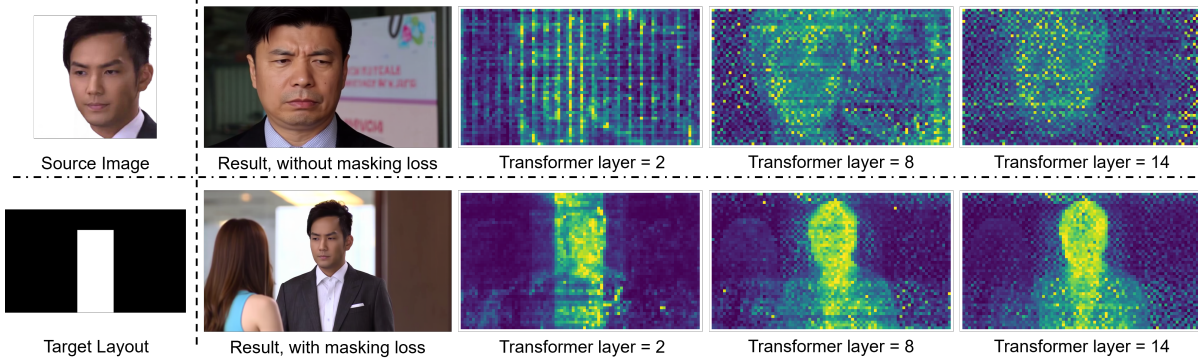 Source Image
Result, without masking loss
Transformer layer = 2
Transformer layer = 8
Transformer layer = 14
Target Layout
Result, with masking loss
Transformer layer = 2
Transformer layer = 8
Transformer layer = 14